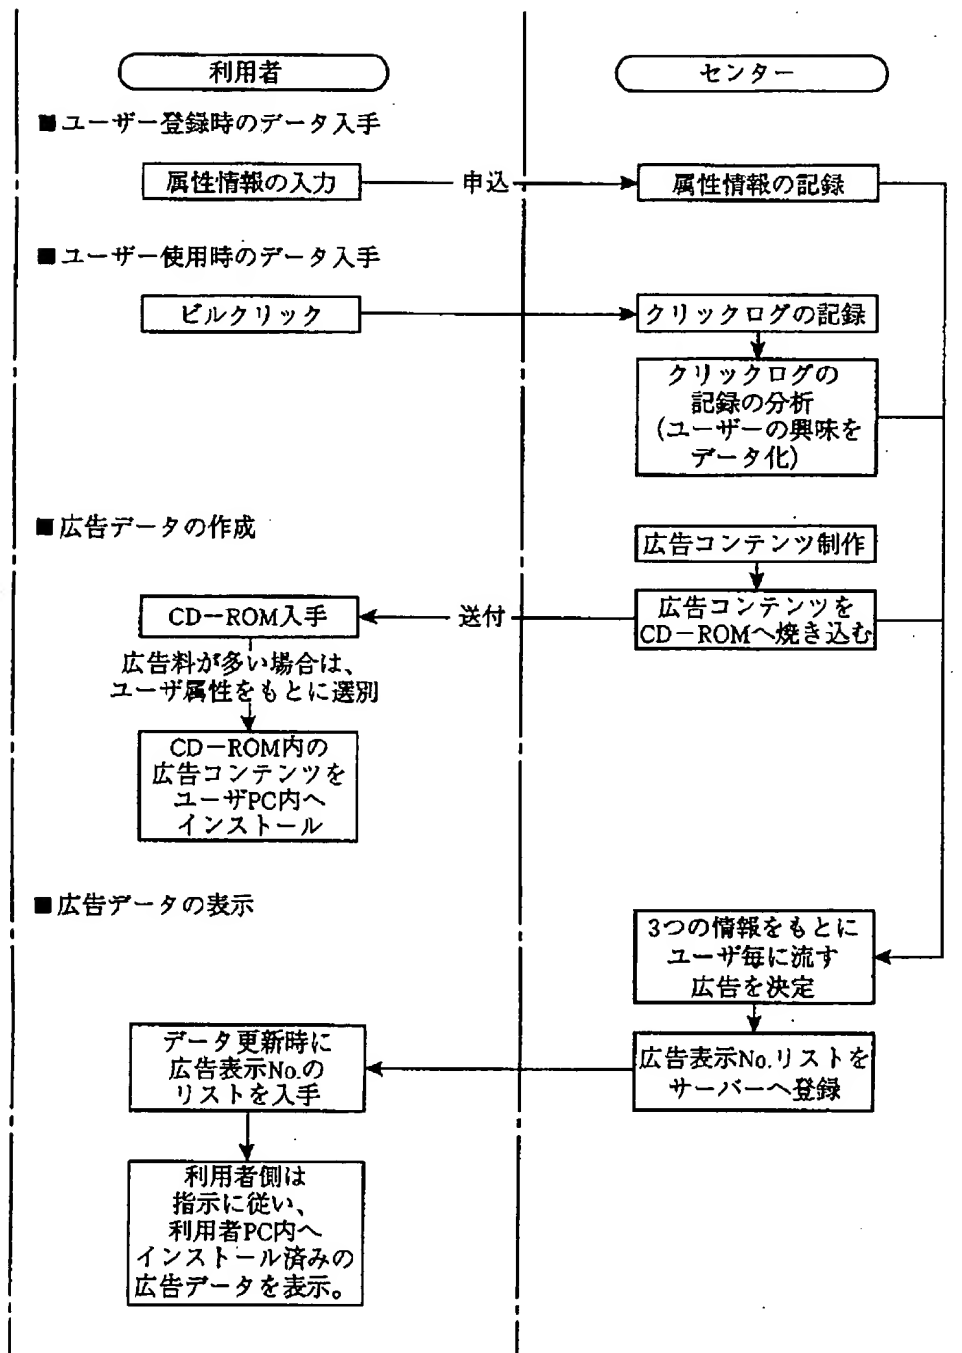 利用者
センター
■ユーザー登録時のデータ入手
属性情報の入力
申込
属性情報の記録
■ユーザー使用時のデータ入手
ビルクリック
クリックログの記録
クリックログの
記録の分析
(ユーザーの興味を
データ化)
■広告データの作成
広告コンテンツ制作
CD−ROM入手
送付
広告コンテンツを
CD−ROMへ焼き込む
広告料が多い場合は、
ユーザ属性をもとに選別
CD−ROM内の
広告コンテンツを
ユーザPC内へ
インストール
■広告データの表示
3つの情報をもとに
ユーザ毎に流す
広告を決定
データ更新時に
広告表示No.の
リストを入手
広告表示No.リストを
サーバーへ登録
利用者側は
指示に従い、
利用者PC内へ
インストール済みの
広告データを表示。